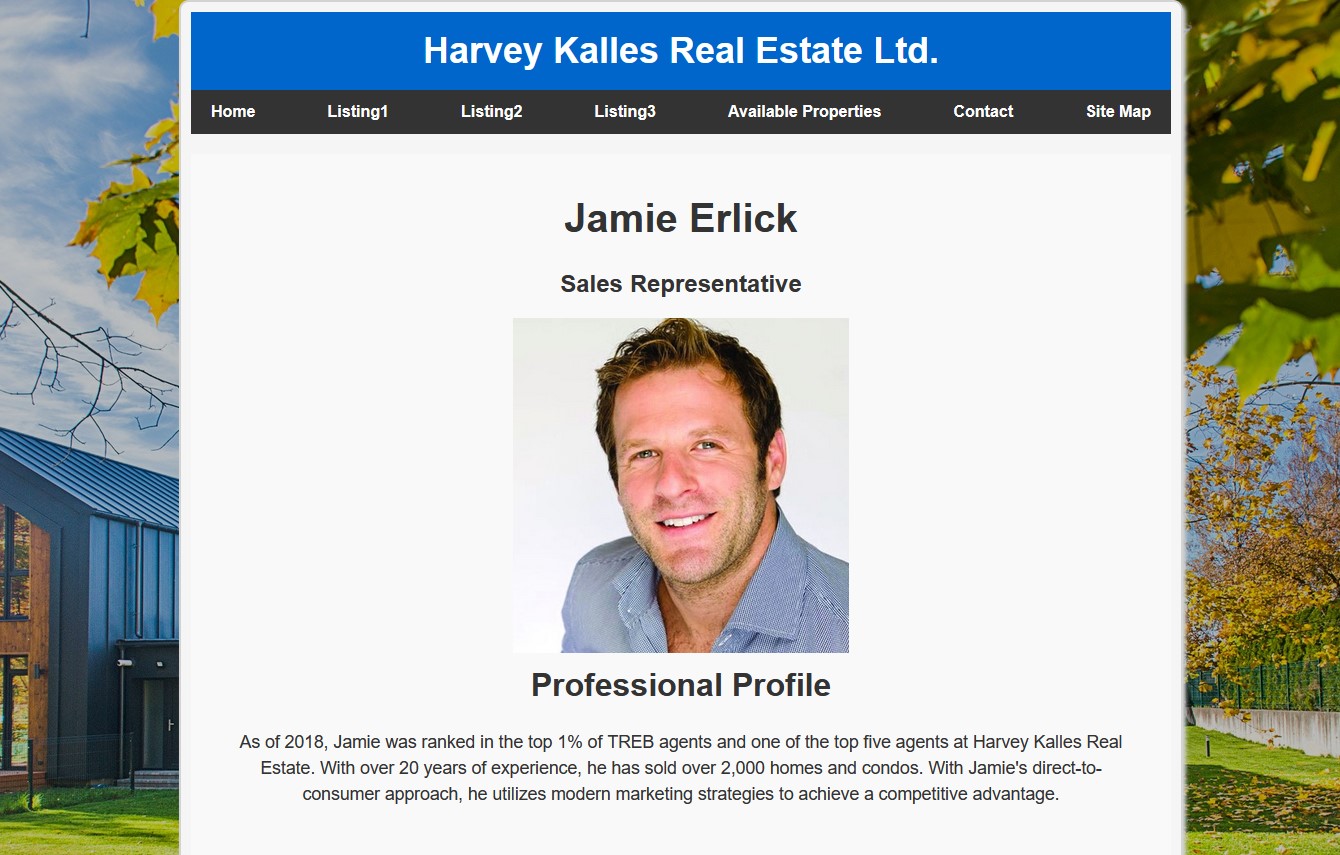 Harvey Kalles Real Estate Ltd.
Home Listing1 Listing2 Listing3 Available Properties Contact Site Map
Jamie Erlick
Sales Representative
Professional Profile
As of 2018, Jamie was ranked in the top 1% of TREB agents and one of the top five agents at Harvey Kalles Real
Estate. With over 20 years of experience, he has sold over 2,000 homes and condos. With Jamie's direct-to-
consumer approach, he utilizes modern marketing strategies to achieve a competitive advantage.